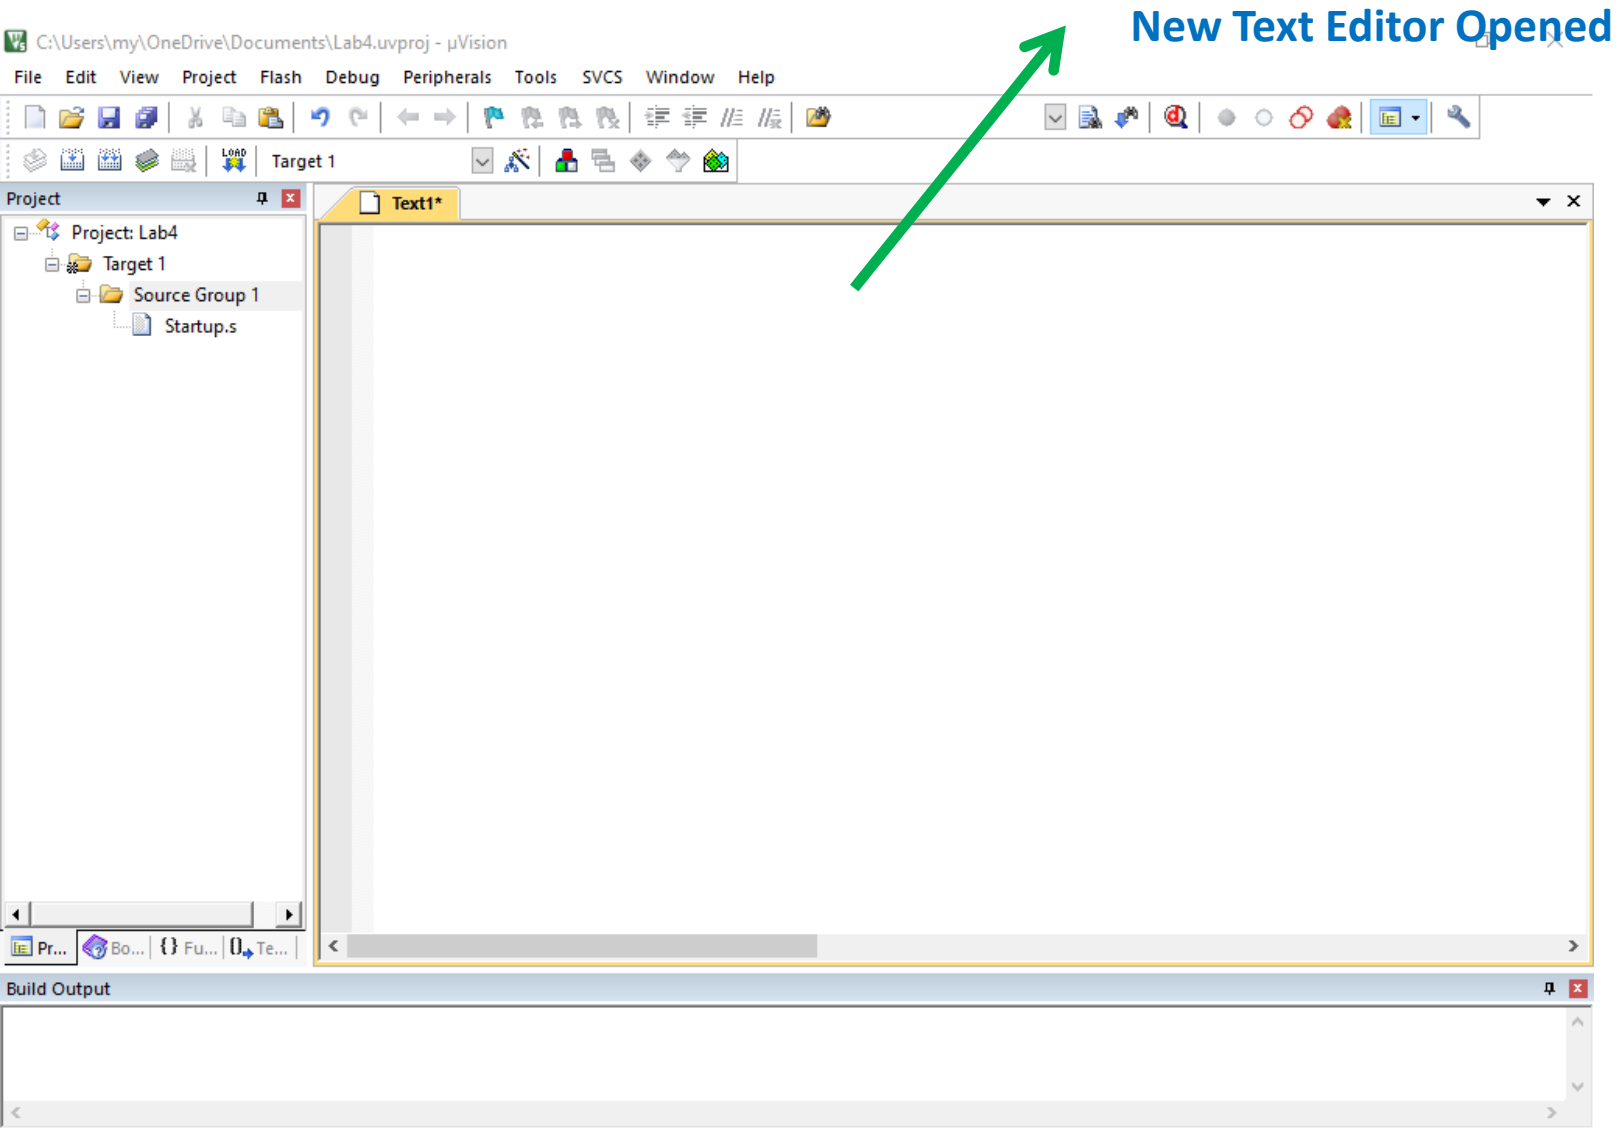 New Text Editor Opened
C:\Users\my\OneDrive\Documents\Lab4.uvproj - µVision
File Edit View Project Flash Debug Peripherals Tools SVCS Window Help
LOAD Target 1
Project
Text1*
Project: Lab4
Target 1
Source Group 1
Startup.s
Pr... Bo... {} Fu... 0 Te...
Build Output